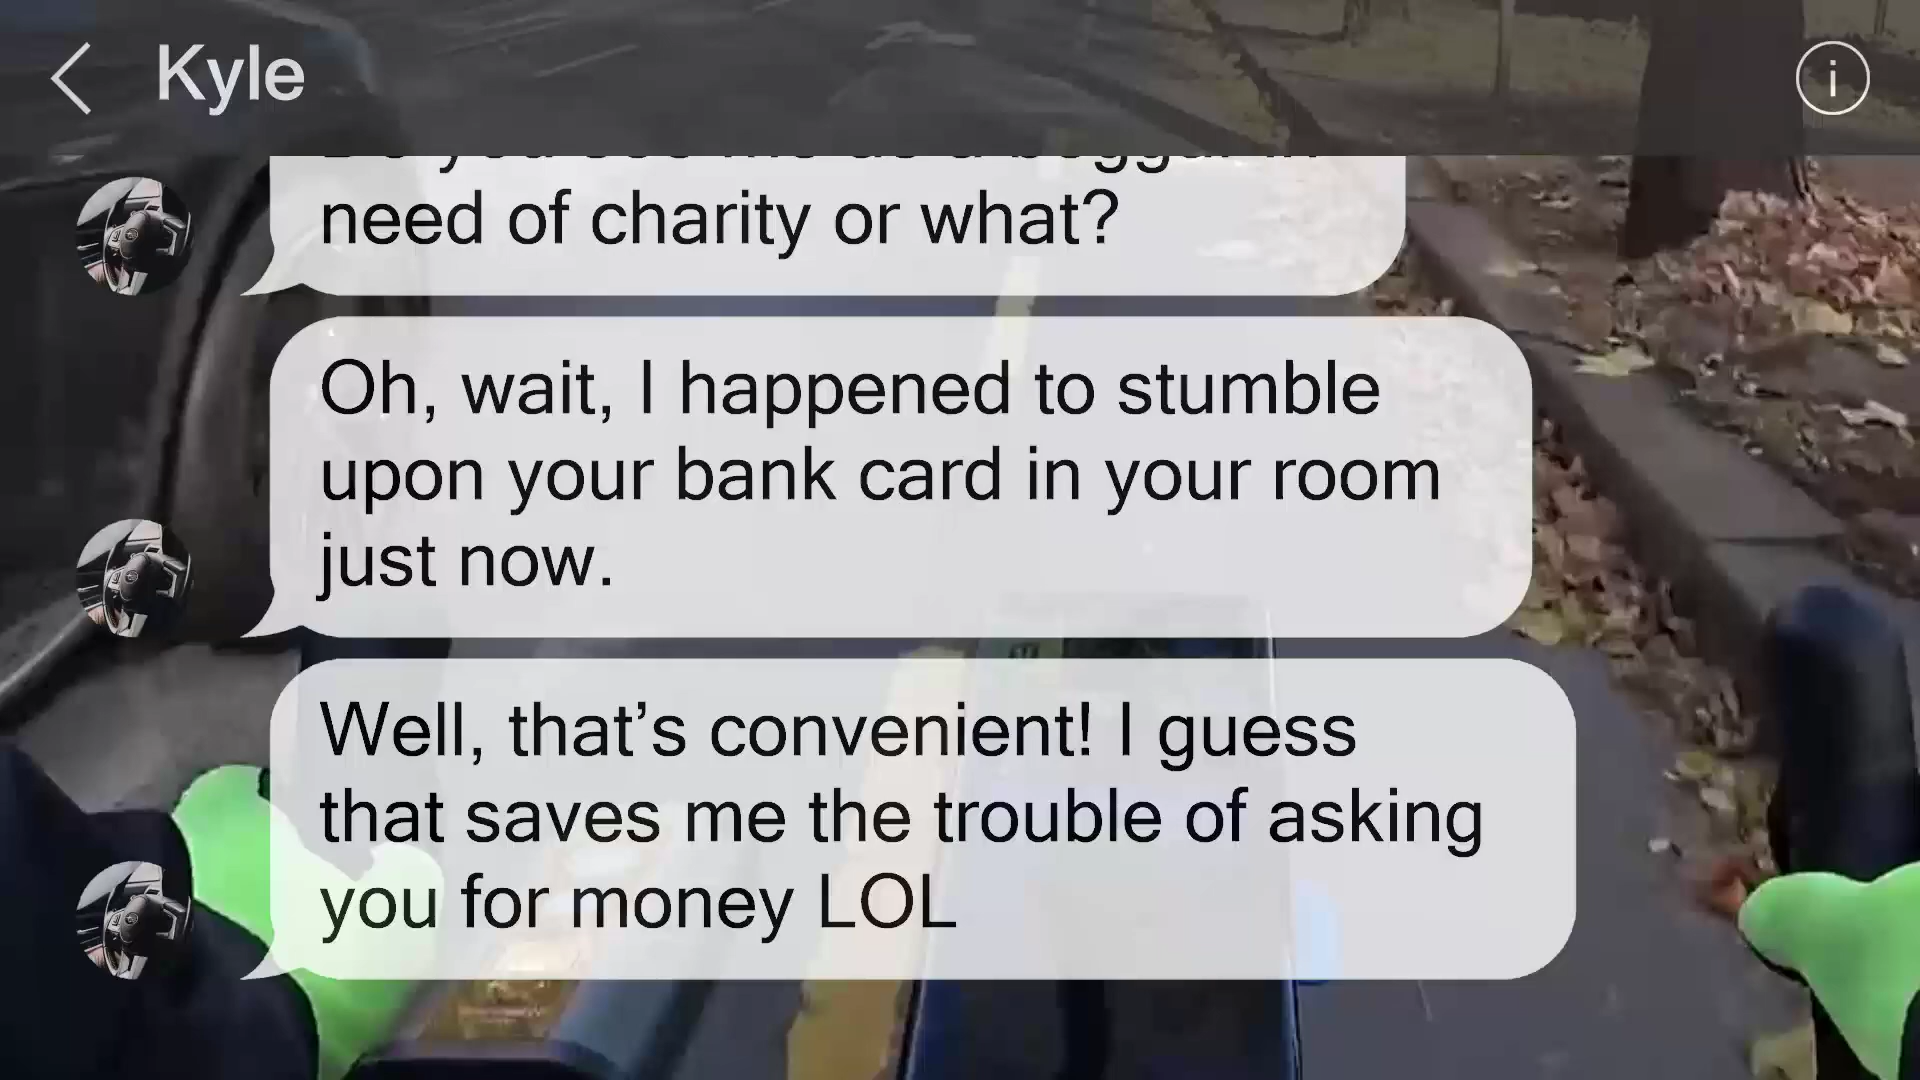 Kyle
need of charity or what?
Oh, wait, I happened to stumble
upon your bank card in your room
just now.
Well, that’s convenient! I guess
that saves me the trouble of asking
you for money LOL